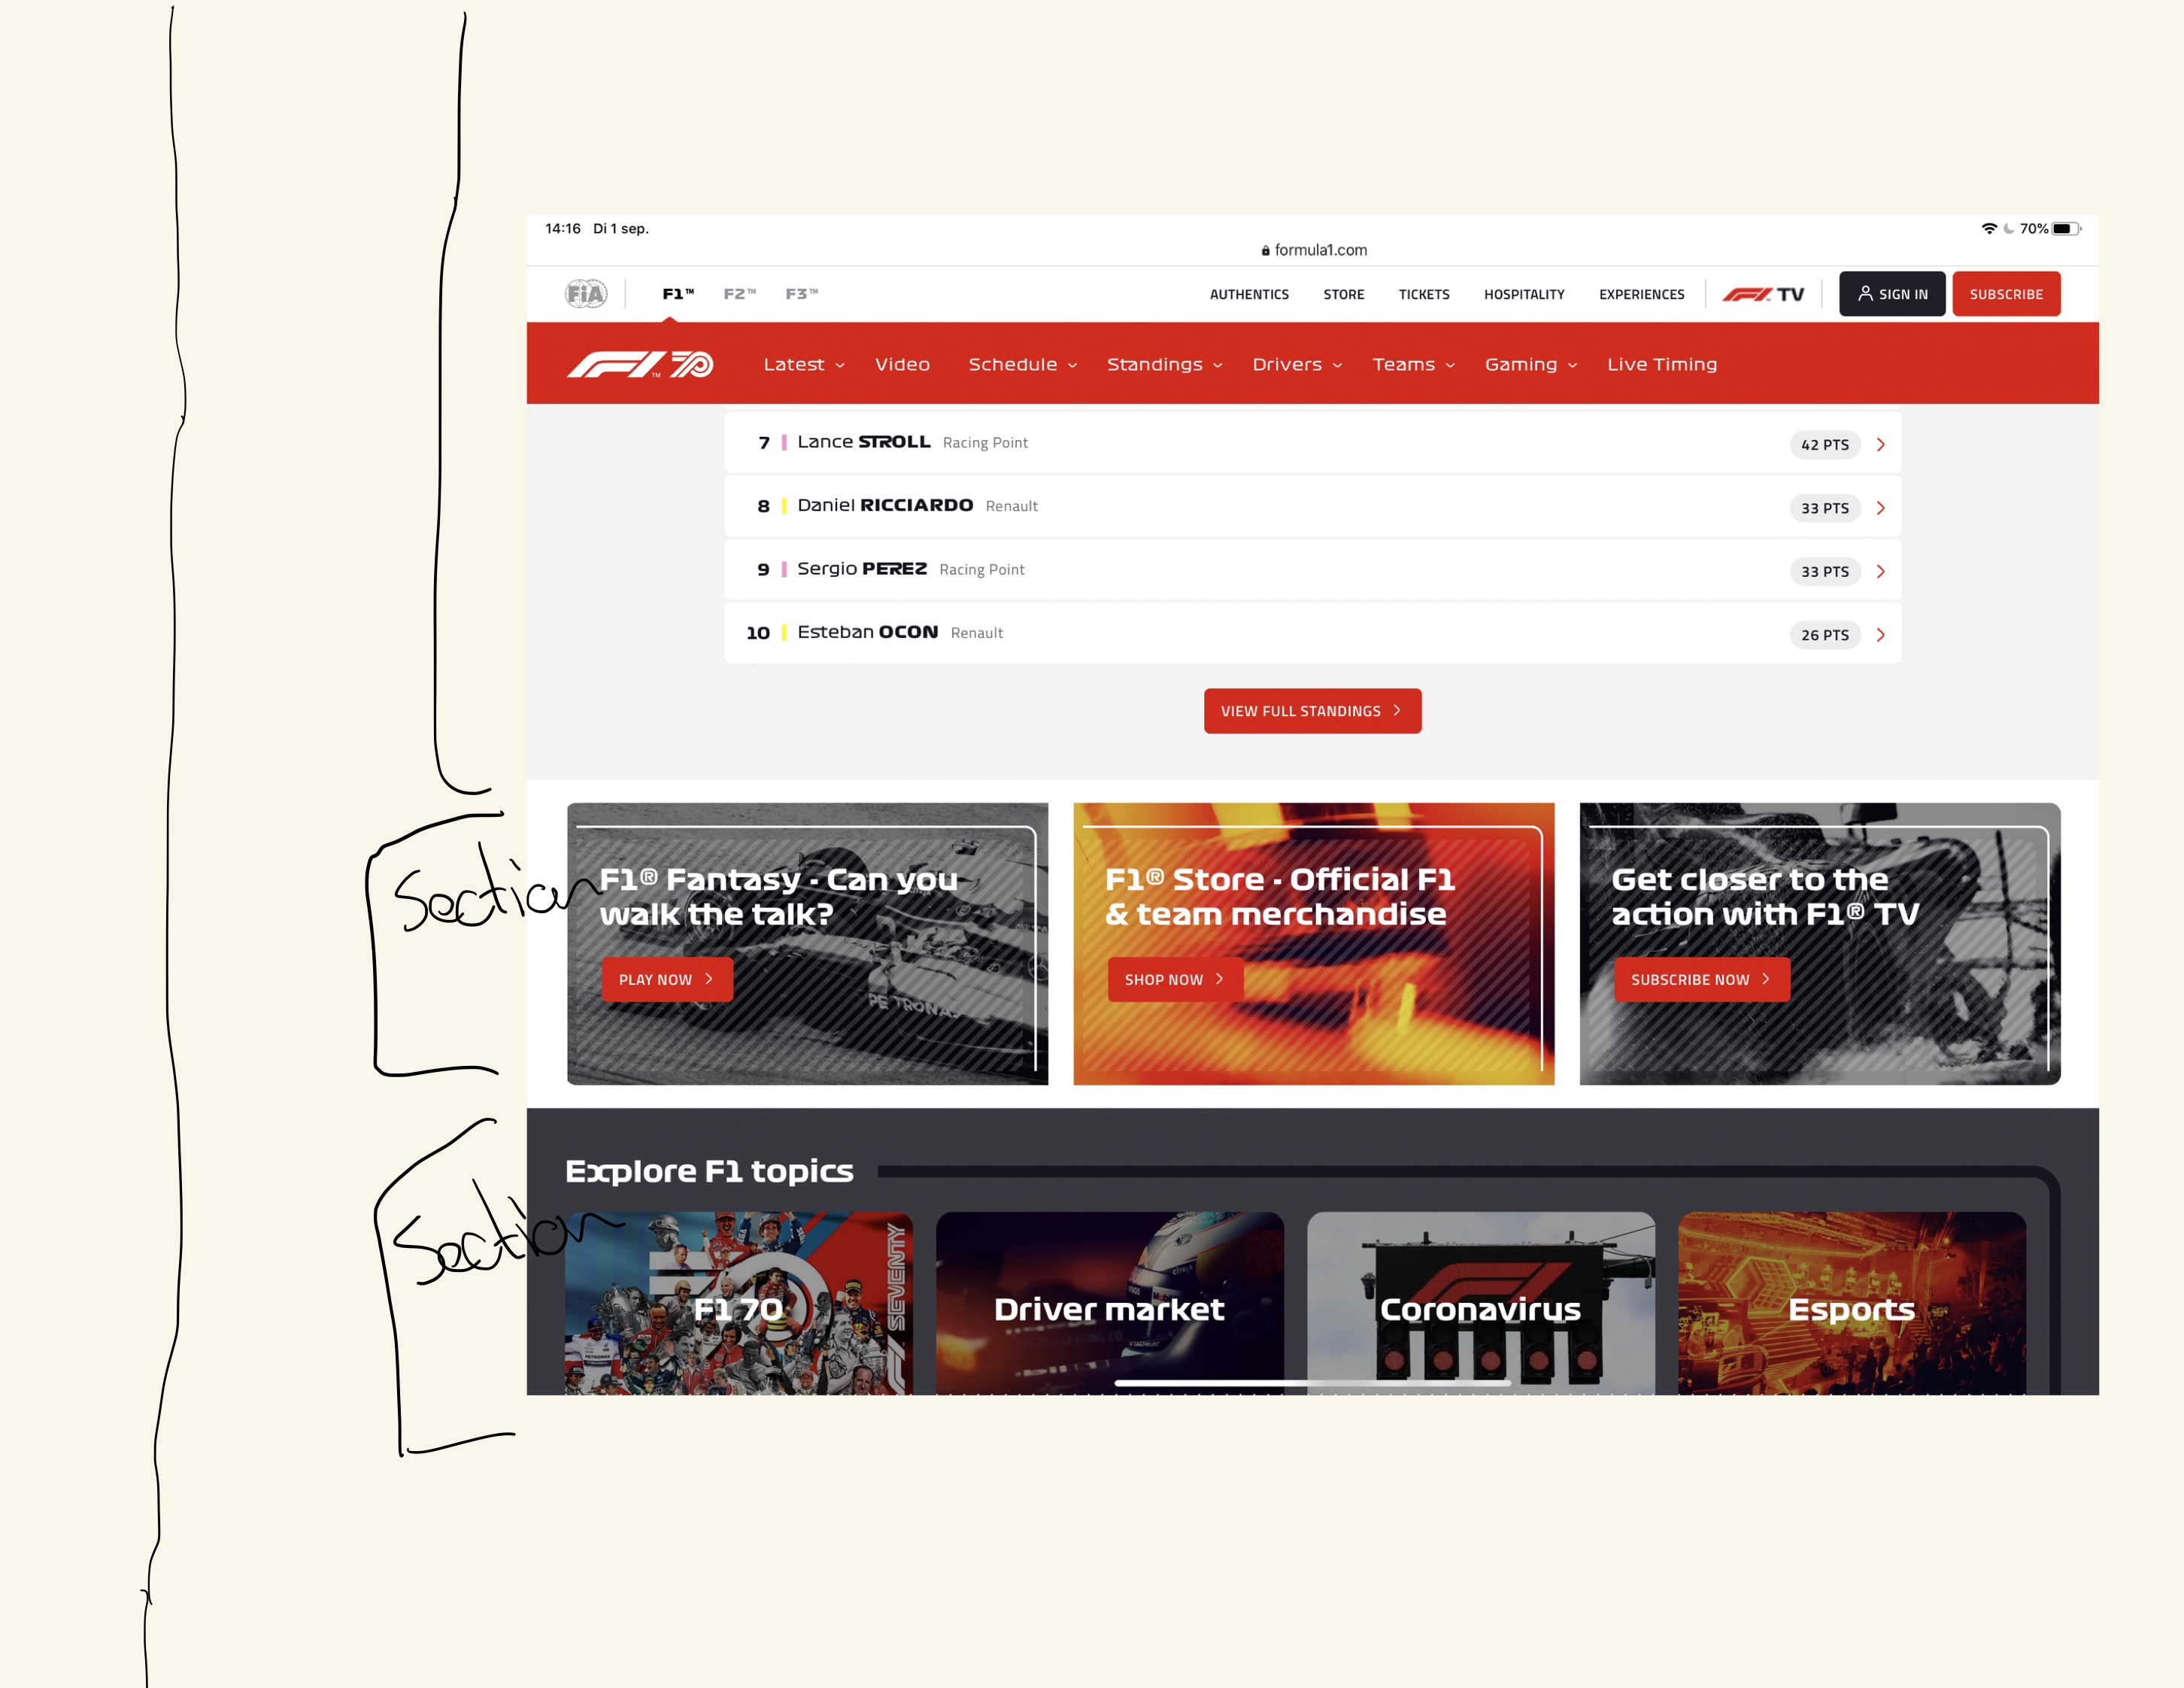 14:16 Di 1 sep.
70%
formula1.com
FiA F1™ F2™ F3™ AUTHENTICS STORE TICKETS HOSPITALITY EXPERIENCES F1 TV SIGN IN SUBSCRIBE
F1™ 70 Latest Video Schedule Standings Drivers Teams Gaming Live Timing
7 Lance STROLL Racing Point 42 PTS
8 Daniel RICCIARDO Renault 33 PTS
9 Sergio PEREZ Racing Point 33 PTS
10 Esteban OCON Renault 26 PTS
VIEW FULL STANDINGS
Section
F1® Fantasy - Can you
walk the talk?
PLAY NOW
PETRONAS
F1® Store - Official F1
& team merchandise
SHOP NOW
Get closer to the
action with F1® TV
SUBSCRIBE NOW
Explore F1 topics
Section
F1 70
F1 SEVENTY
PETRONAS
Driver market
Coronavirus
Esports